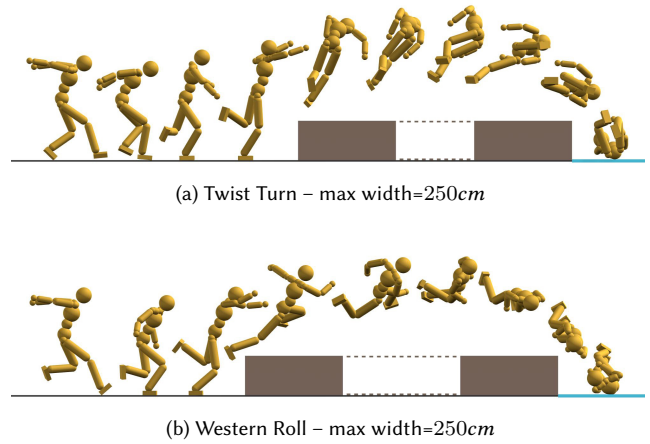 (a) Twist Turn – max width=250cm
(b) Western Roll – max width=250cm